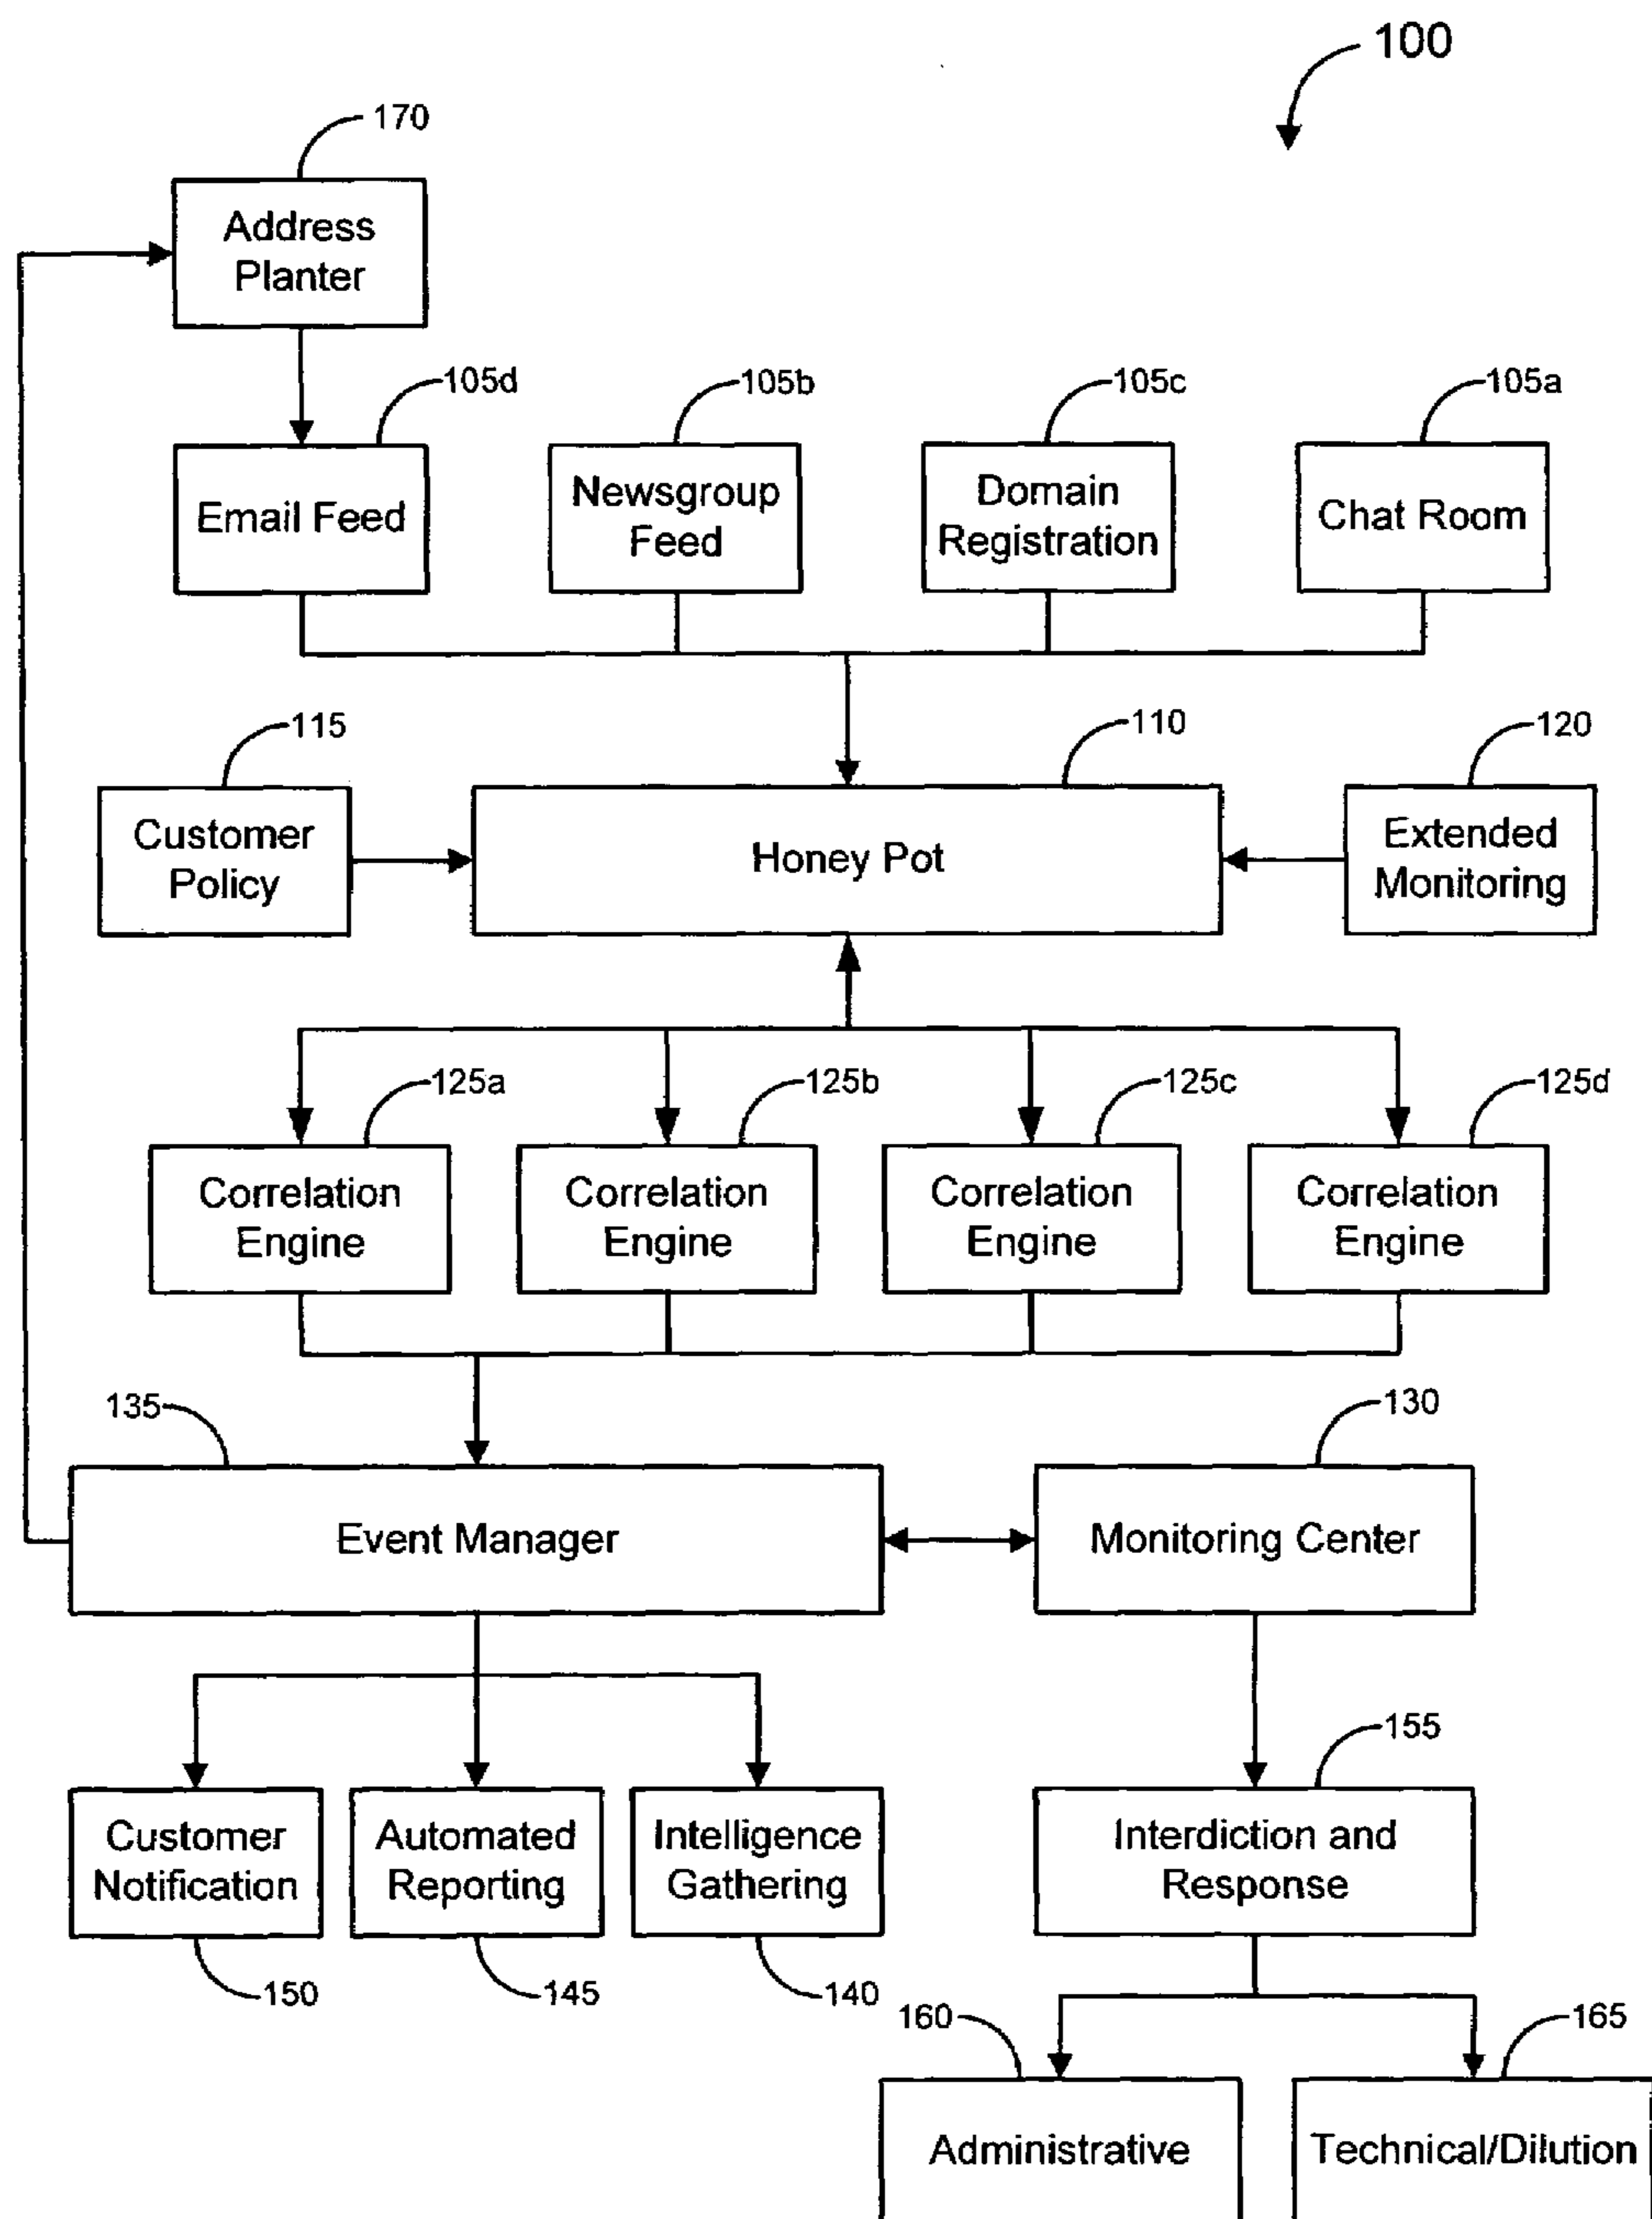 100
170
Address
Planter
105d
105b
105c
105a
Email Feed
Newsgroup
Feed
Domain
Registration
Chat Room
115
110
120
Customer
Policy
Honey Pot
Extended
Monitoring
125a
125b
125c
125d
Correlation
Engine
Correlation
Engine
Correlation
Engine
Correlation
Engine
135
130
Event Manager
Monitoring Center
155
Customer
Notification
Automated
Reporting
Intelligence
Gathering
Interdiction and
Response
150
145
140
160
165
Administrative
Technical/Dilution